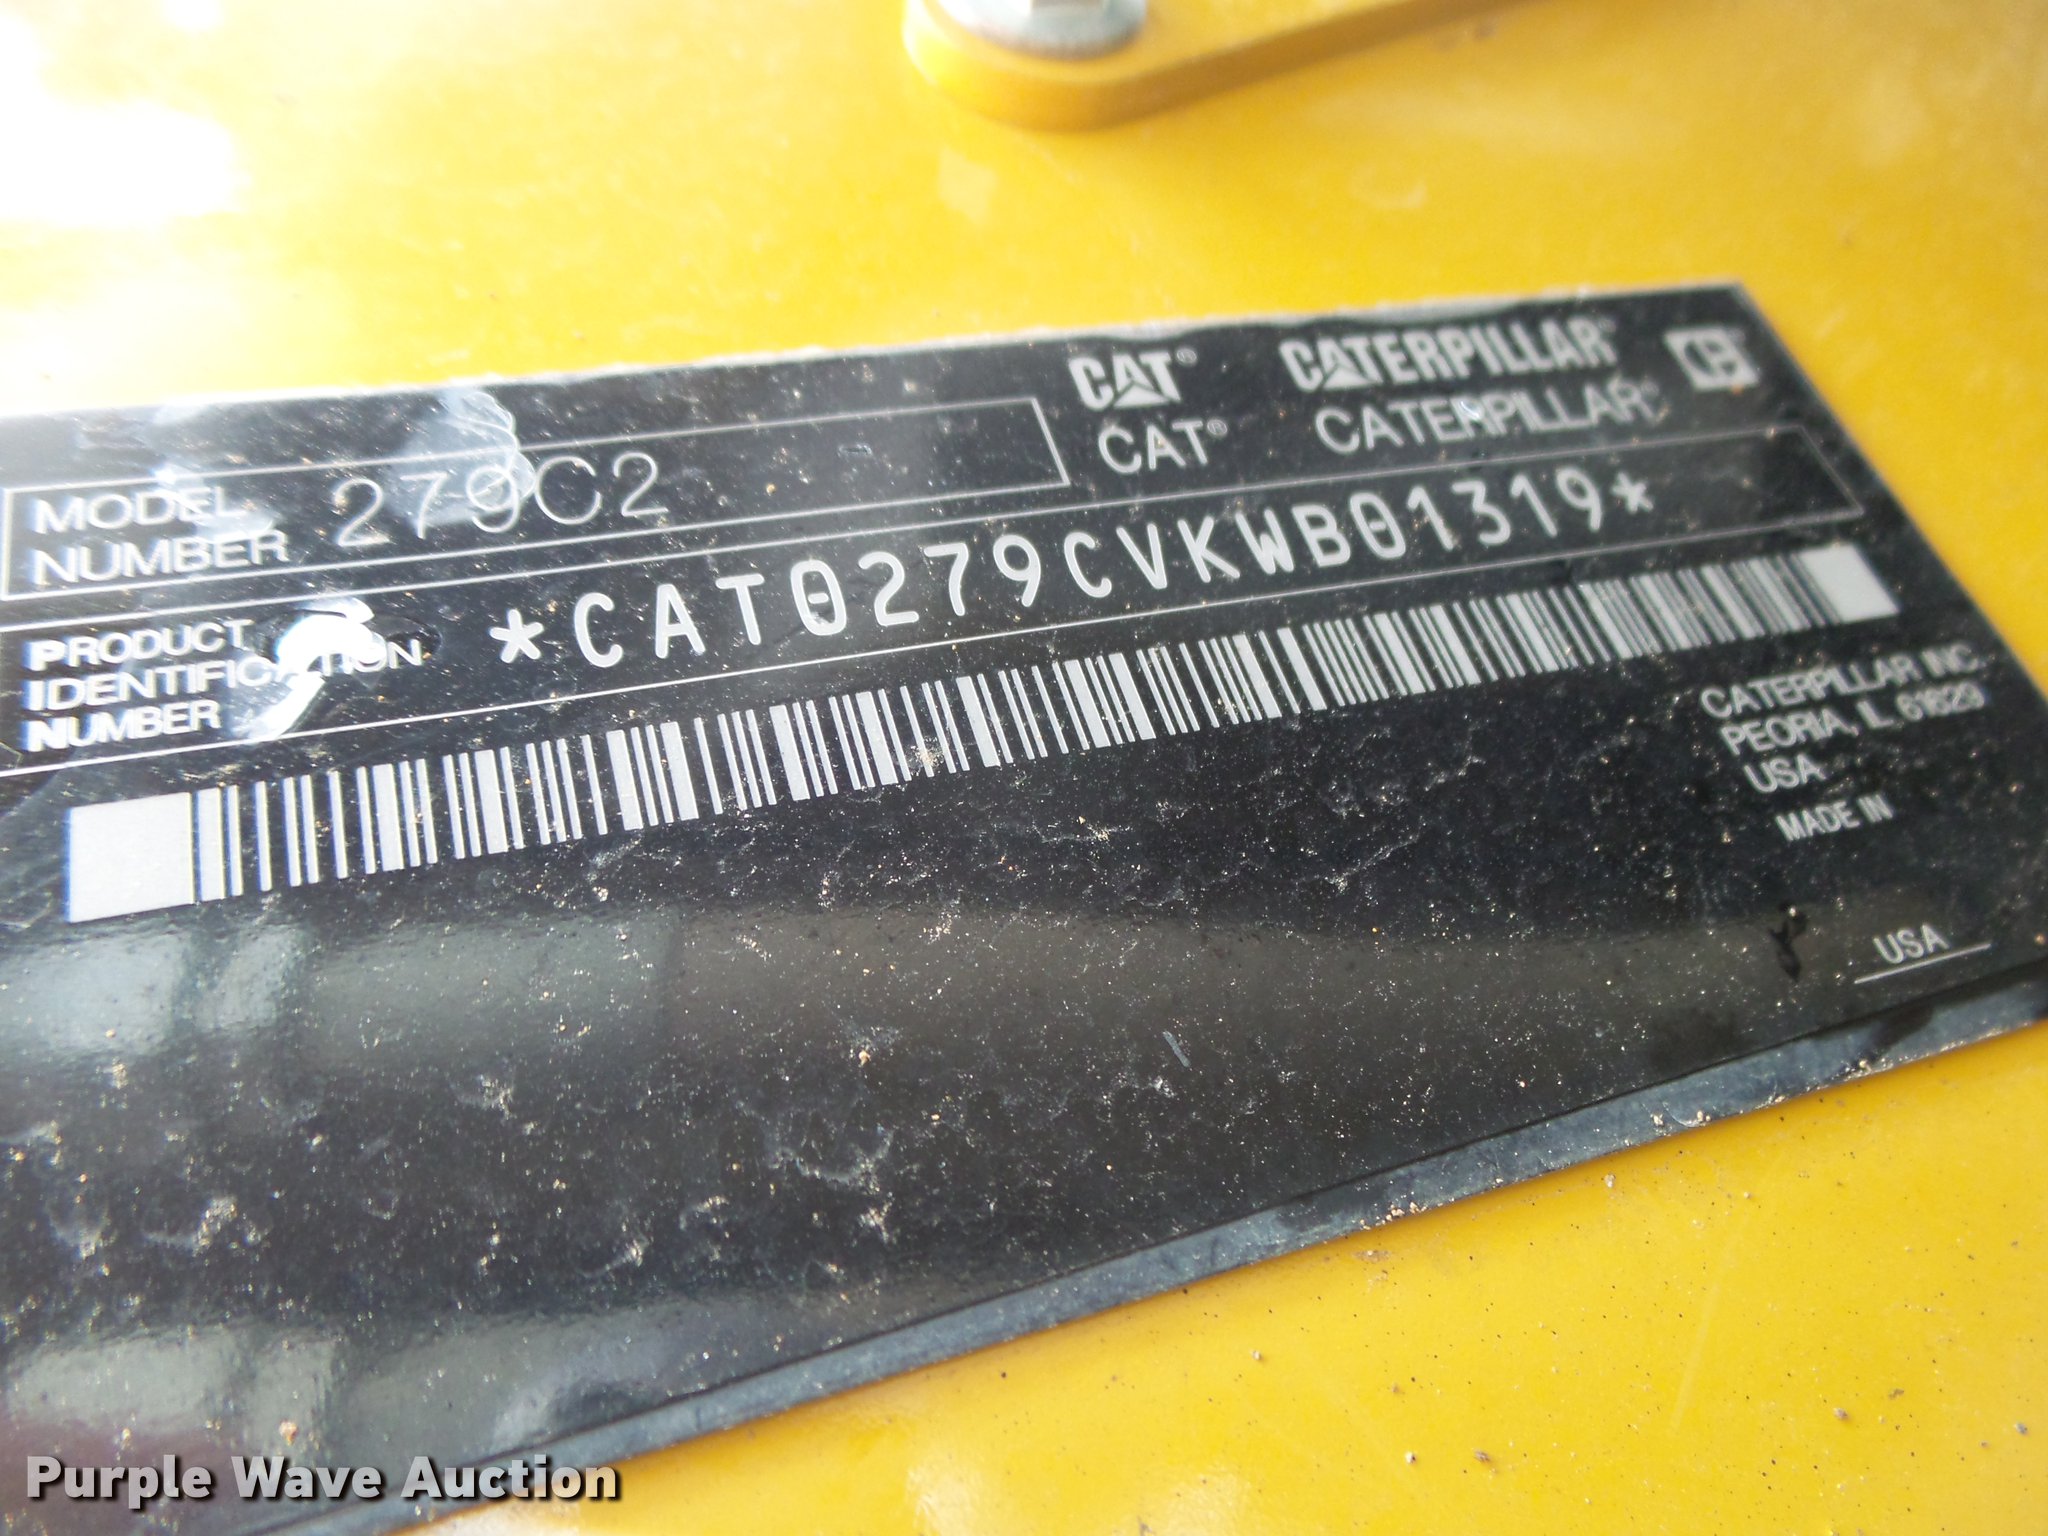 CAT® CATERPILLAR®
CAT® CATERPILLAR®
MODEL NUMBER 279C2
PRODUCT IDENTIFICATION NUMBER *CAT0279CVKWB01319*
CATERPILLAR INC.
PEORIA, IL 61629
USA
MADE IN
USA
Purple Wave Auction